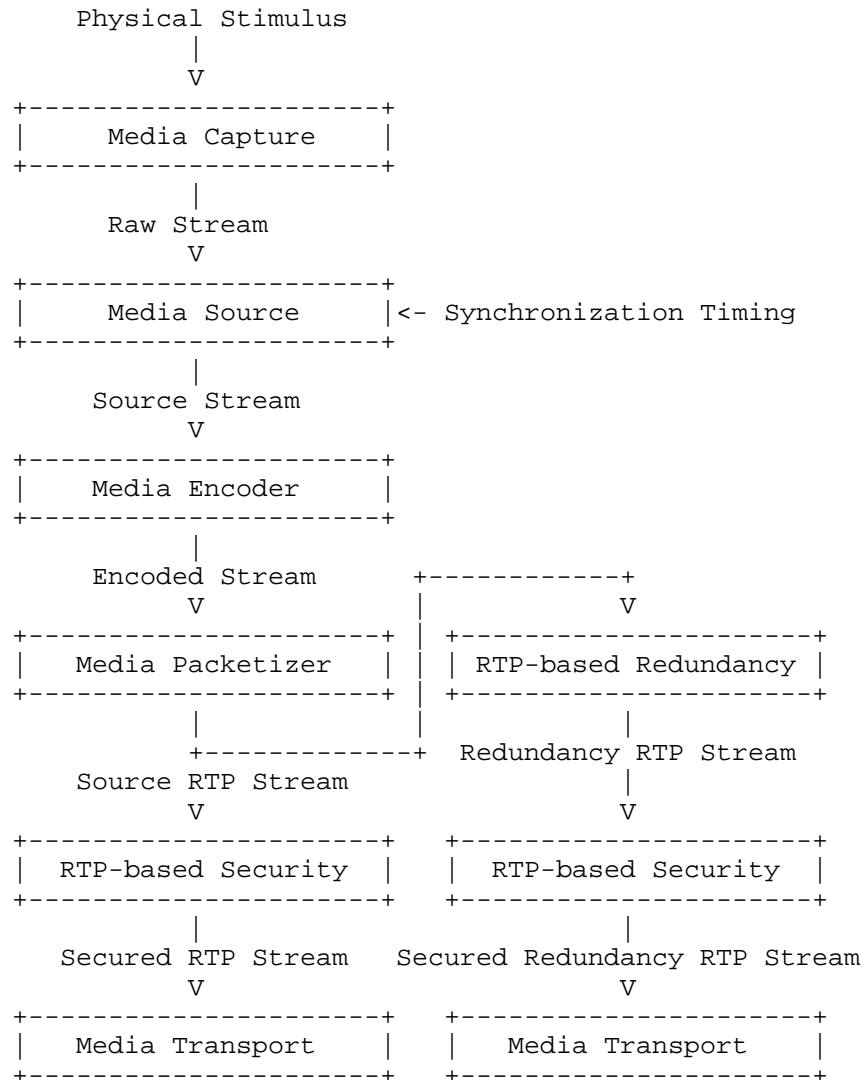 Physical Stimulus
|
V
+----------------------+
| Media Capture |
+----------------------+
|
Raw Stream
V
+----------------------+
| Media Source |<- Synchronization Timing
+----------------------+
|
Source Stream
V
+----------------------+
| Media Encoder |
+----------------------+
|
Encoded Stream +------------+
V | V
+----------------------+ | +----------------------+
| Media Packetizer | | | RTP-based Redundancy |
+----------------------+ | +----------------------+
| | |
+-------------+ Redundancy RTP Stream
Source RTP Stream |
V V
+----------------------+ +----------------------+
| RTP-based Security | | RTP-based Security |
+----------------------+ +----------------------+
| |
Secured RTP Stream Secured Redundancy RTP Stream
V V
+----------------------+ +----------------------+
| Media Transport | | Media Transport |
+----------------------+ +----------------------+